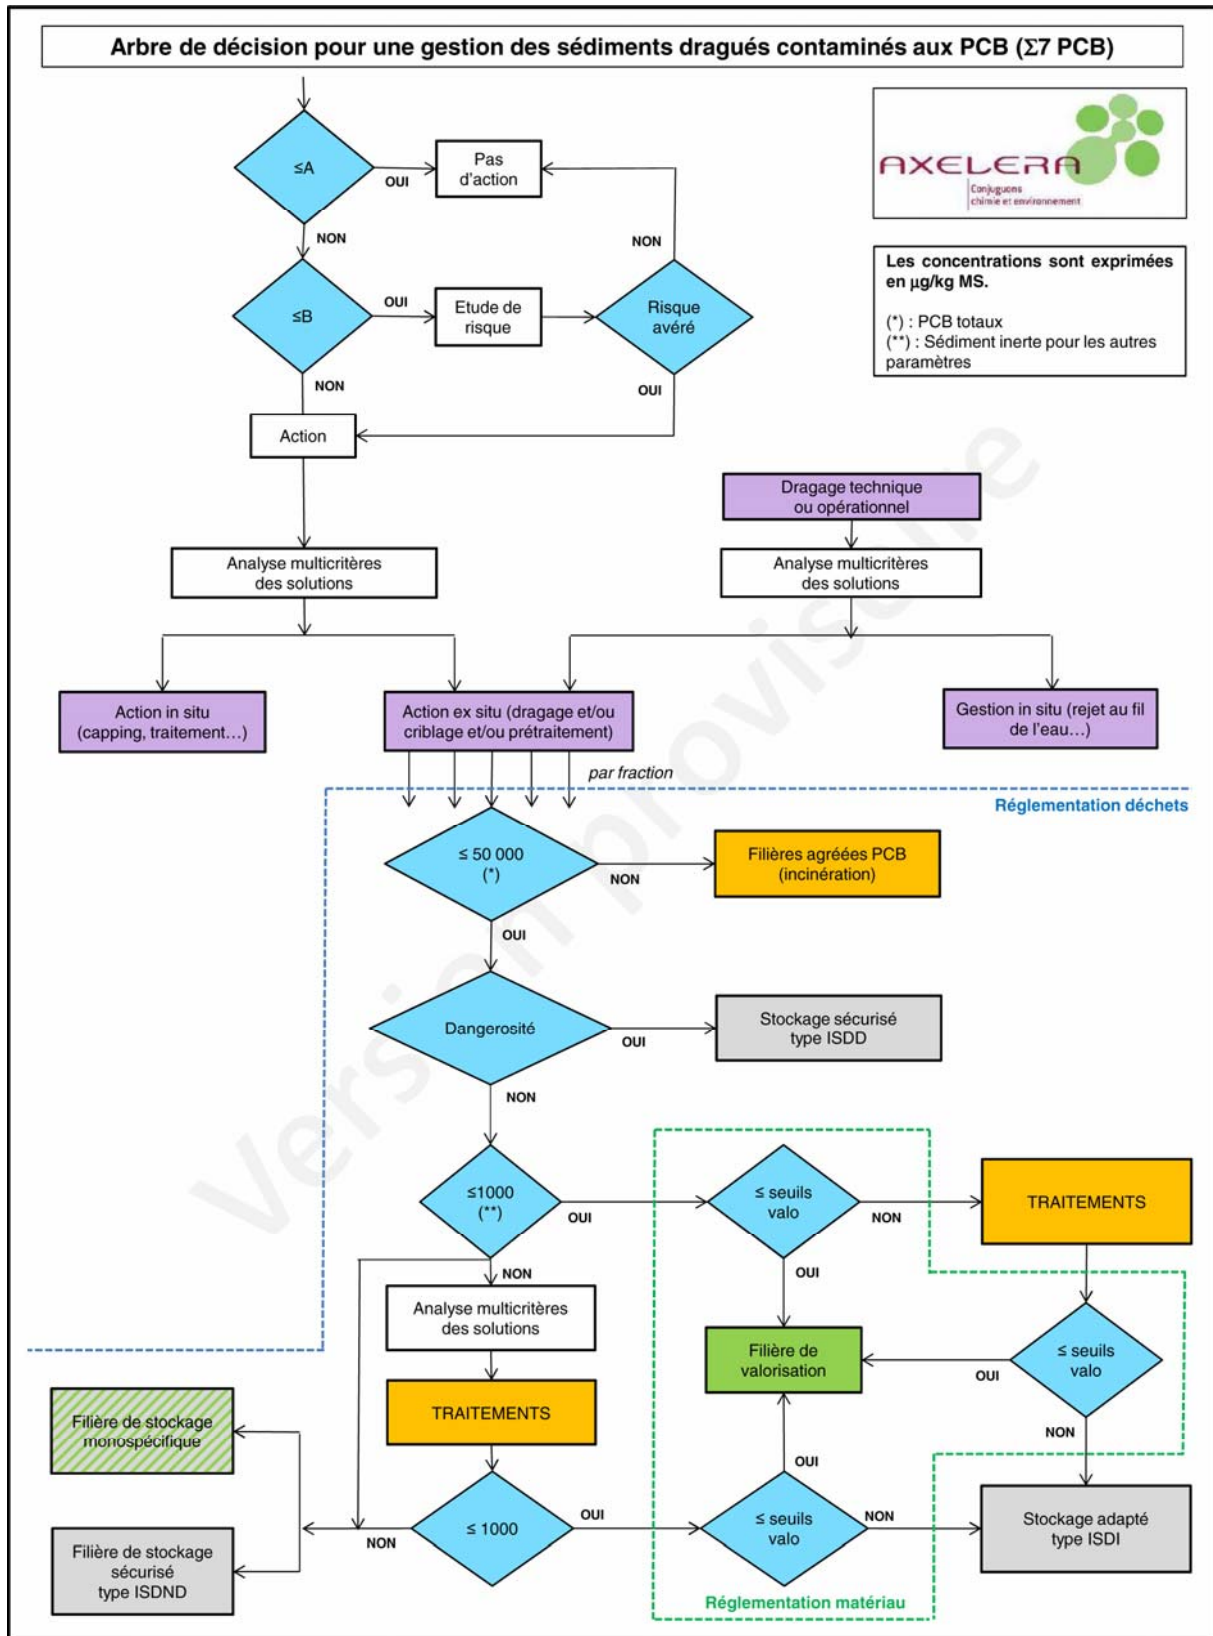 Arbre de décision pour une gestion des sédiments dragués contaminés aux PCB (Σ7 PCB)
AXELERA
Conjuguons
chimie et environnement
≤A
OUI
Pas
d'action
NON
NON
Les concentrations sont exprimées
en µg/kg MS.
(*) : PCB totaux
(**) : Sédiment inerte pour les autres
paramètres
≤B
OUI
Etude de
risque
Risque
avéré
NON
OUI
Action
Dragage technique
ou opérationnel
Analyse multicritères
des solutions
Analyse multicritères
des solutions
Action in situ
(capping, traitement…)
Action ex situ (dragage et/ou
criblage et/ou prétraitement)
Gestion in situ (rejet au fil
de l'eau…)
par fraction
Réglementation déchets
≤ 50 000
(*)
NON
Filières agréées PCB
(incinération)
OUI
Dangerosité
OUI
Stockage sécurisé
type ISDD
NON
≤1000
(**)
OUI
≤ seuils
valo
NON
TRAITEMENTS
NON
OUI
Analyse multicritères
des solutions
Filière de
valorisation
OUI
≤ seuils
valo
TRAITEMENTS
NON
Filière de stockage
monospécifique
OUI
≤ 1000
OUI
NON
≤ seuils
valo
NON
Stockage adapté
type ISDI
Filière de stockage
sécurisé
type ISDND
Réglementation matériau
Version provisoire